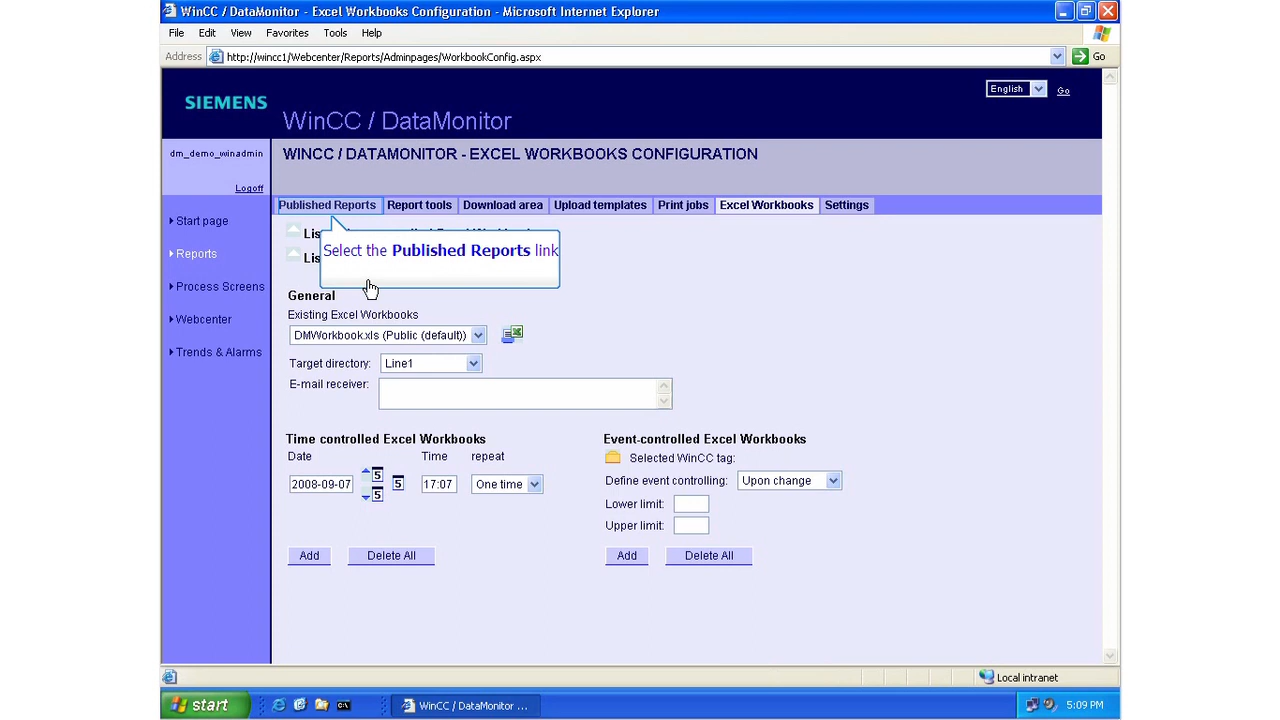 WinCC / DataMonitor - Excel Workbooks Configuration - Microsoft Internet Explorer
File Edit View Favorites Tools Help
Address http://wincc1/Webcenter/Reports/Adminpages/WorkbookConfig.aspx Go
SIEMENS
WinCC / DataMonitor
English Go
dm_demo_winadmin
WINCC / DATAMONITOR - EXCEL WORKBOOKS CONFIGURATION
Logoff
Published Reports Report tools Download area Upload templates Print jobs Excel Workbooks Settings
Start page
Reports
Process Screens
Webcenter
Trends & Alarms
Select the Published Reports link
General
Existing Excel Workbooks
DMWorkbook.xls (Public (default))
Target directory: Line1
E-mail receiver:
Time controlled Excel Workbooks
Date Time repeat
2008-09-07 5 5 5 17:07 One time
Add Delete All
Event-controlled Excel Workbooks
Selected WinCC tag:
Define event controlling: Upon change
Lower limit:
Upper limit:
Add Delete All
Local intranet
start WinCC / DataMonitor ... 5:09 PM